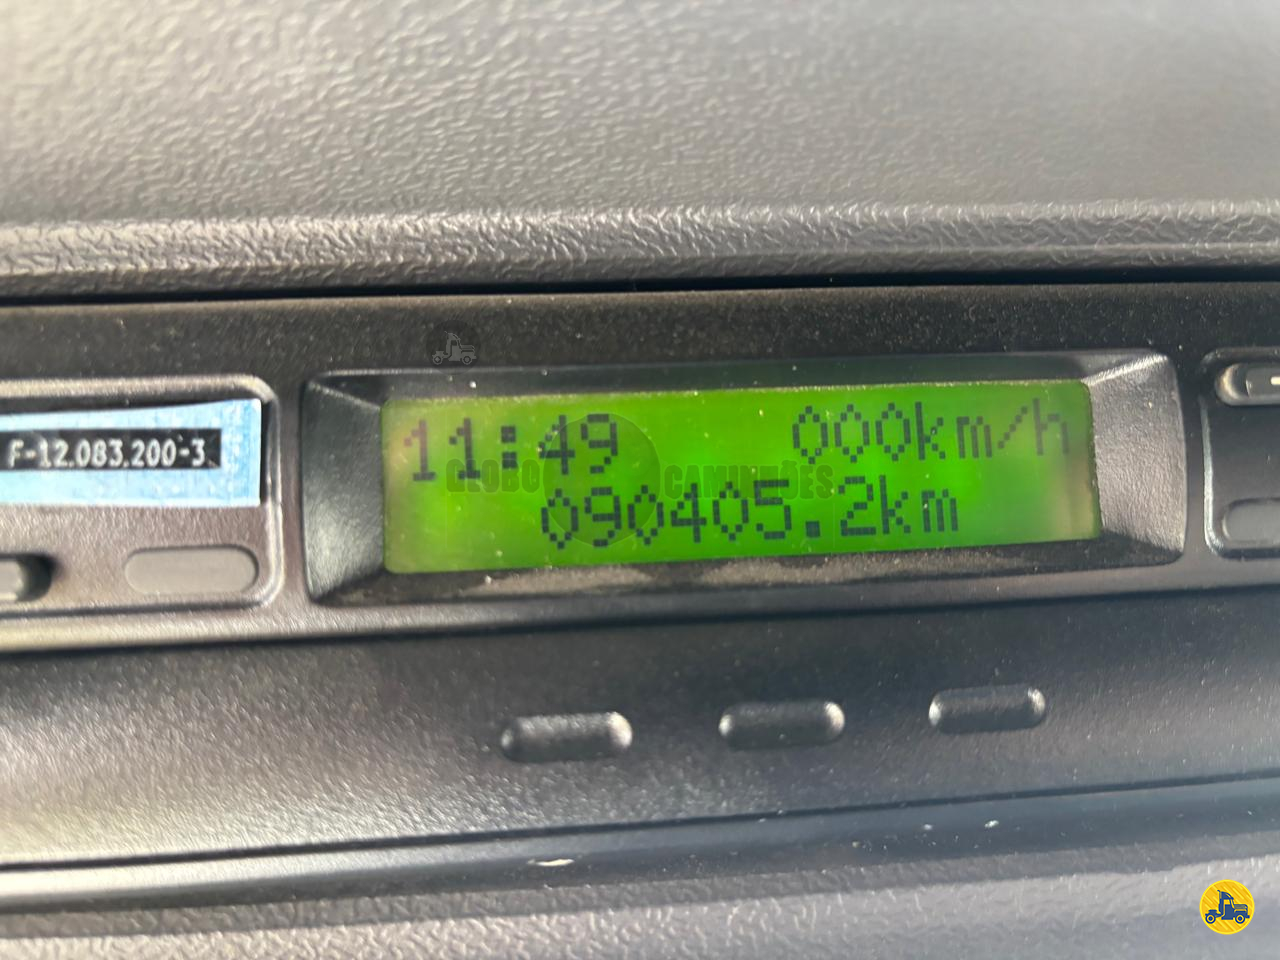 F-12.083.200-3
11:49 000km/h
GLOBO CAMINHÕES
090405.2km